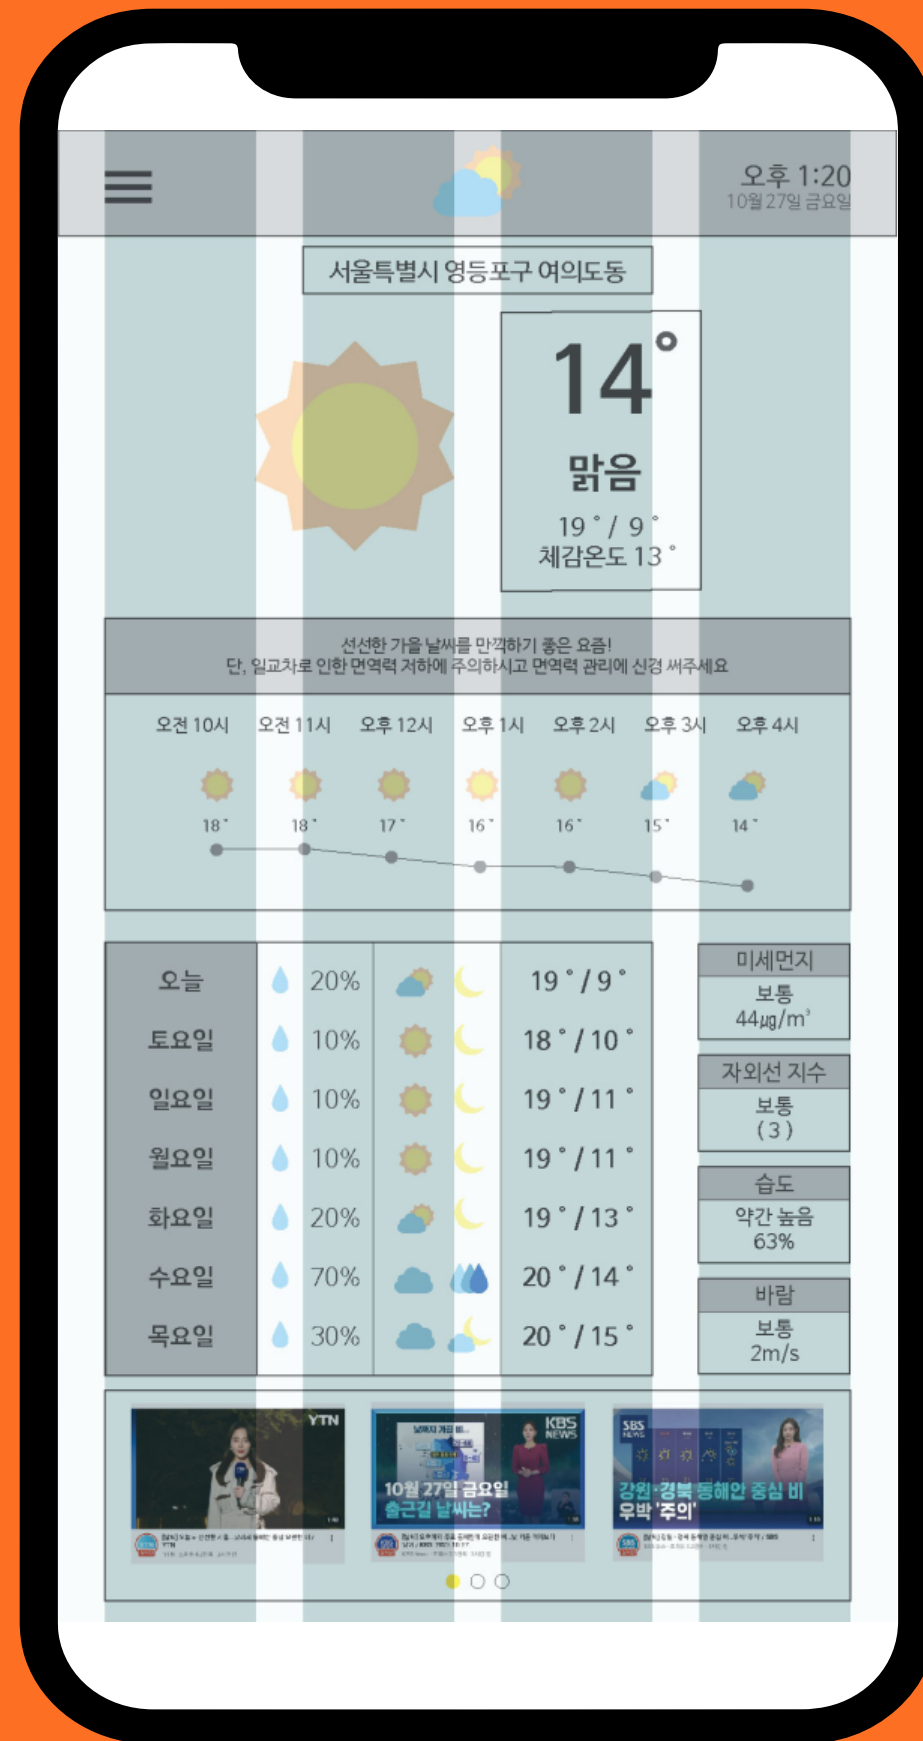 오후 1:20
10월 27일 금요일
서울특별시 영등포구 여의도동
14°
맑음
19°/ 9°
체감온도 13°
선선한 가을 날씨를 만끽하기 좋은 요즘!
단, 일교차로 인한 면역력 저하에 주의하시고 면역력 관리에 신경 써주세요
오전 10시 오전 11시 오후 12시 오후 1시 오후 2시 오후 3시 오후 4시
18° 18° 17° 16° 16° 15° 14°
오늘 20% 19°/ 9°
토요일 10% 18°/ 10°
일요일 10% 19°/ 11°
월요일 10% 19°/ 11°
화요일 20% 19°/ 13°
수요일 70% 20°/ 14°
목요일 30% 20°/ 15°
미세먼지
보통
44㎍/m³
자외선 지수
보통
(3)
습도
약간 높음
63%
바람
보통
2m/s
YTN
KBS
NEWS
10월 27일 금요일
출근길 날씨는?
SBS
NEWS
강원·경북 동해안 중심 비
우박 '주의'